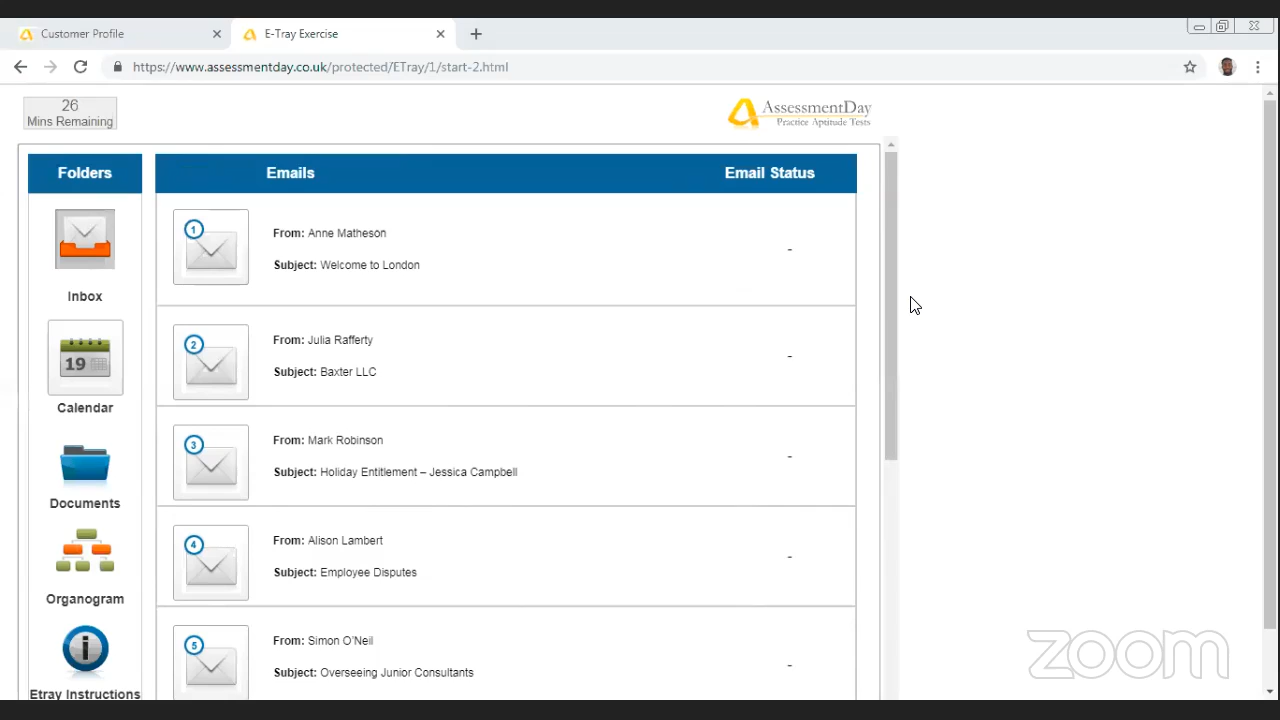 Customer Profile
E-Tray Exercise
https://www.assessmentday.co.uk/protected/ETray/1/start-2.html
26
Mins Remaining
AssessmentDay
Practice Aptitude Tests
Folders
Emails
Email Status
1
From: Anne Matheson
-
Subject: Welcome to London
Inbox
2
From: Julia Rafferty
-
Subject: Baxter LLC
19
Calendar
3
From: Mark Robinson
-
Subject: Holiday Entitlement – Jessica Campbell
Documents
4
From: Alison Lambert
-
Subject: Employee Disputes
Organogram
5
From: Simon O'Neil
-
Subject: Overseeing Junior Consultants
i
Etray Instructions
zoom